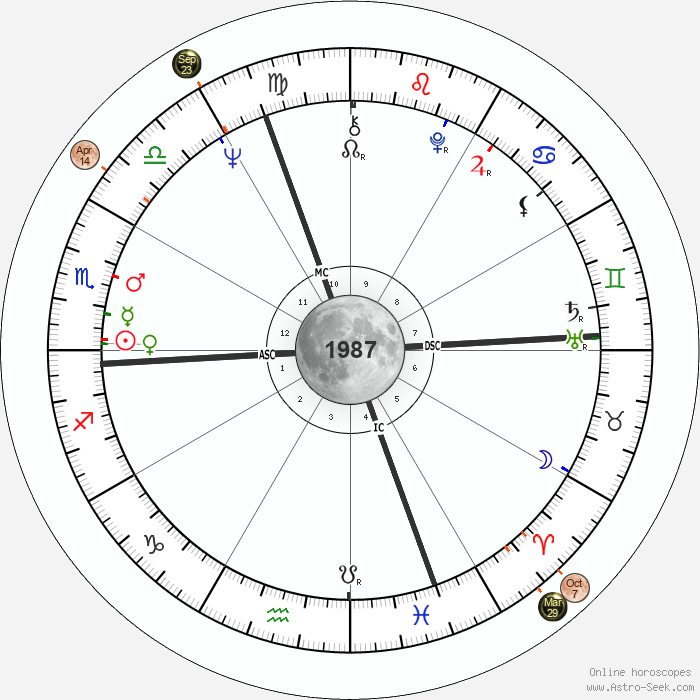 Sep
23
Apr
14
R
R
R
MC
10
9
11
8
12
7
R
R
1987
ASC
DSC
1
6
2
5
3
4
IC
R
Oct
7
Mar
29
Online horoscopes
www.Astro-Seek.com